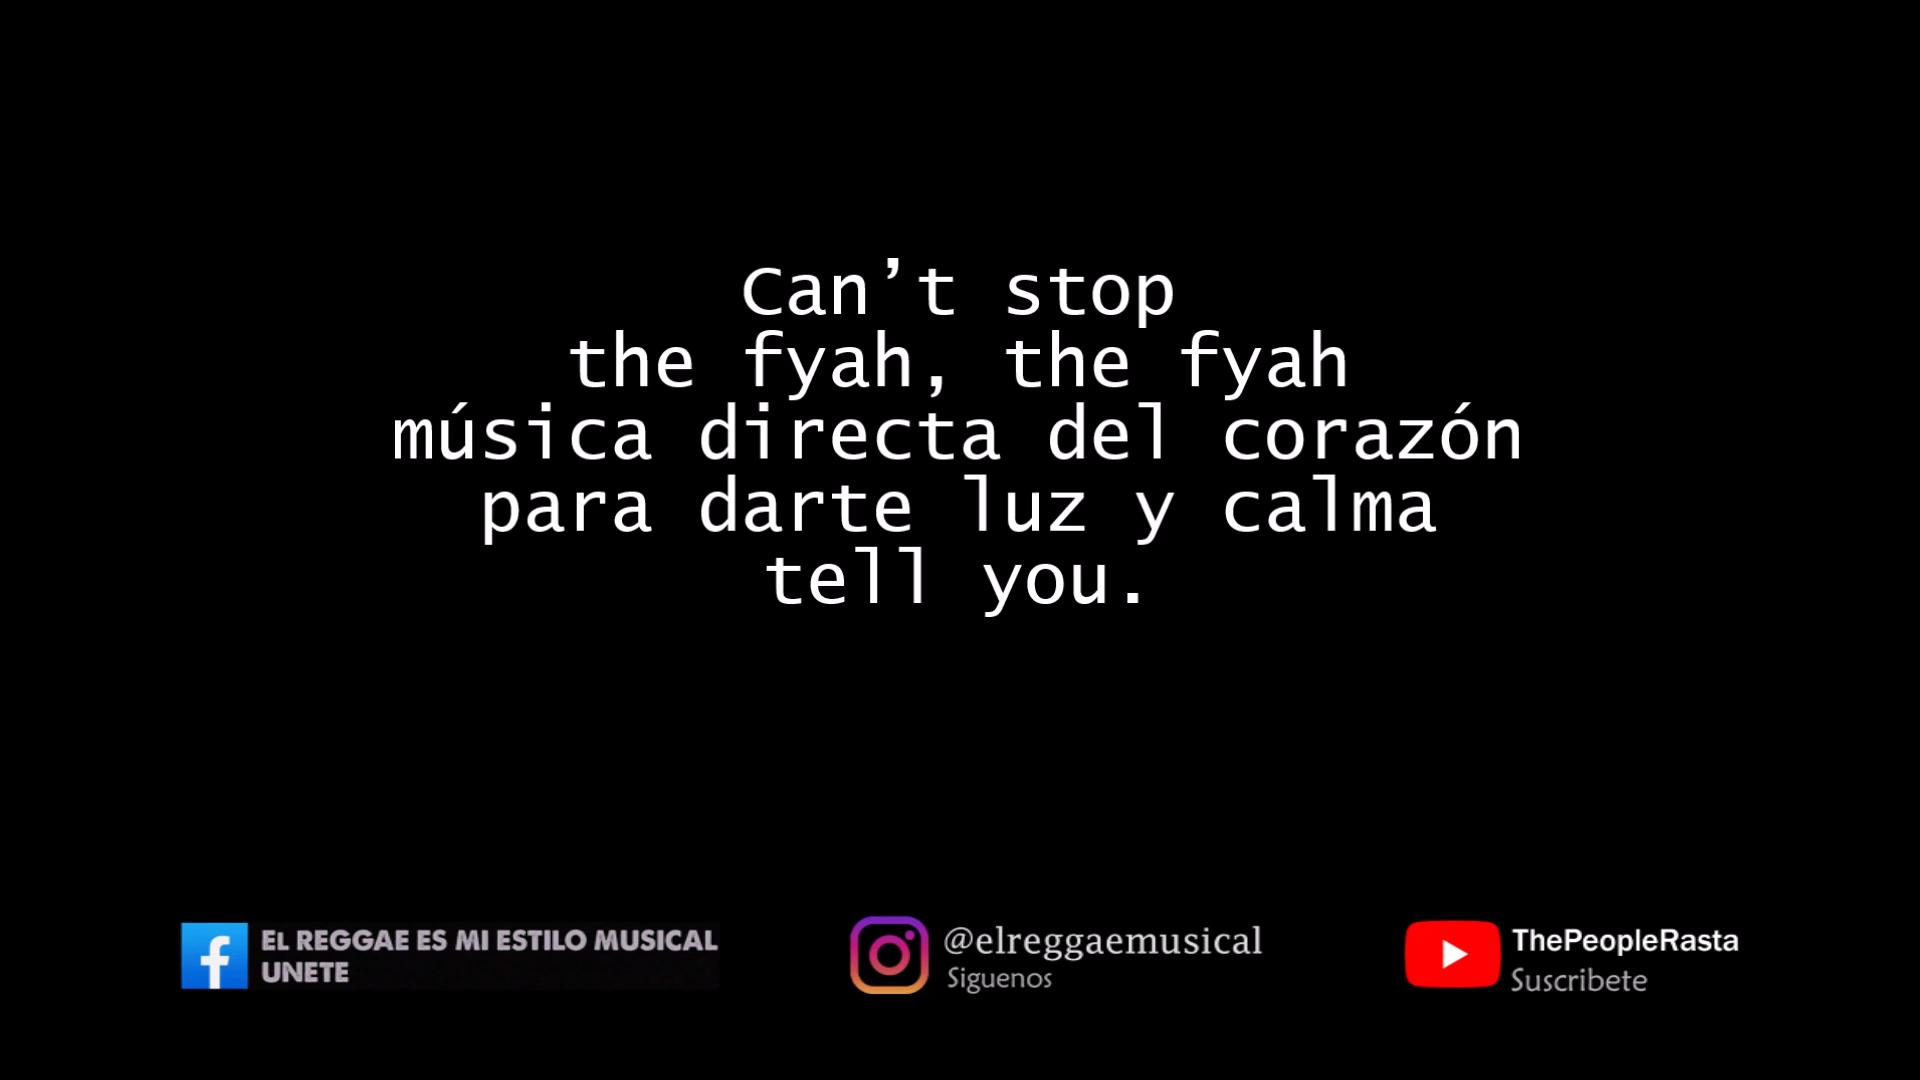 Can’t stop
the fyah, the fyah
música directa del corazón
para darte luz y calma
tell you.
EL REGGAE ES MI ESTILO MUSICAL
UNETE
@elreggaemusical
Siguenos
ThePeopleRasta
Suscribete